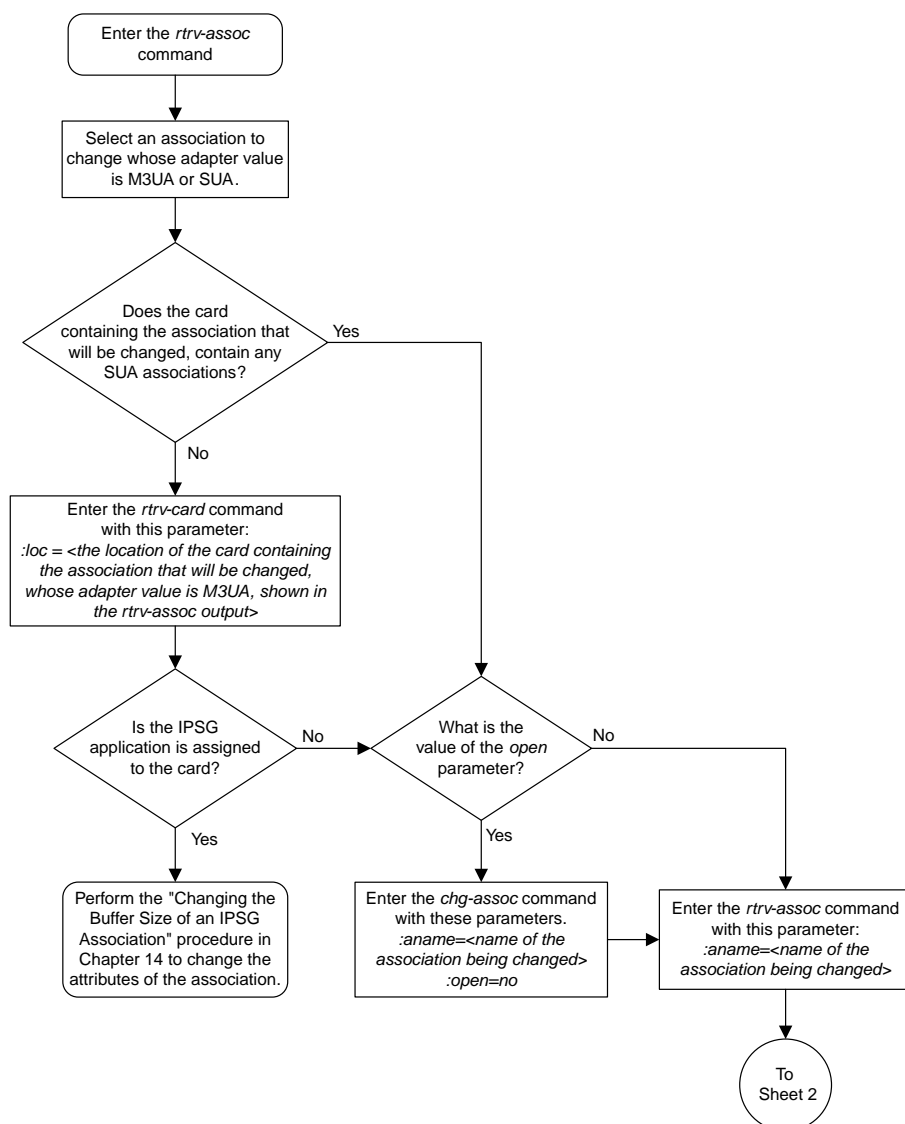 Enter the rtrv-assoc
command
Select an association to
change whose adapter value
is M3UA or SUA.
Does the card
containing the association that
will be changed, contain any
SUA associations?
Yes
No
Enter the rtrv-card command
with this parameter:
:loc = <the location of the card containing
the association that will be changed,
whose adapter value is M3UA, shown in
the rtrv-assoc output>
Is the IPSG
application is assigned
to the card?
No
Yes
What is the
value of the open
parameter?
No
Yes
Perform the "Changing the
Buffer Size of an IPSG
Association" procedure in
Chapter 14 to change the
attributes of the association.
Enter the chg-assoc command
with these parameters.
:aname=<name of the
association being changed>
:open=no
Enter the rtrv-assoc command
with this parameter:
:aname=<name of the
association being changed>
To
Sheet 2